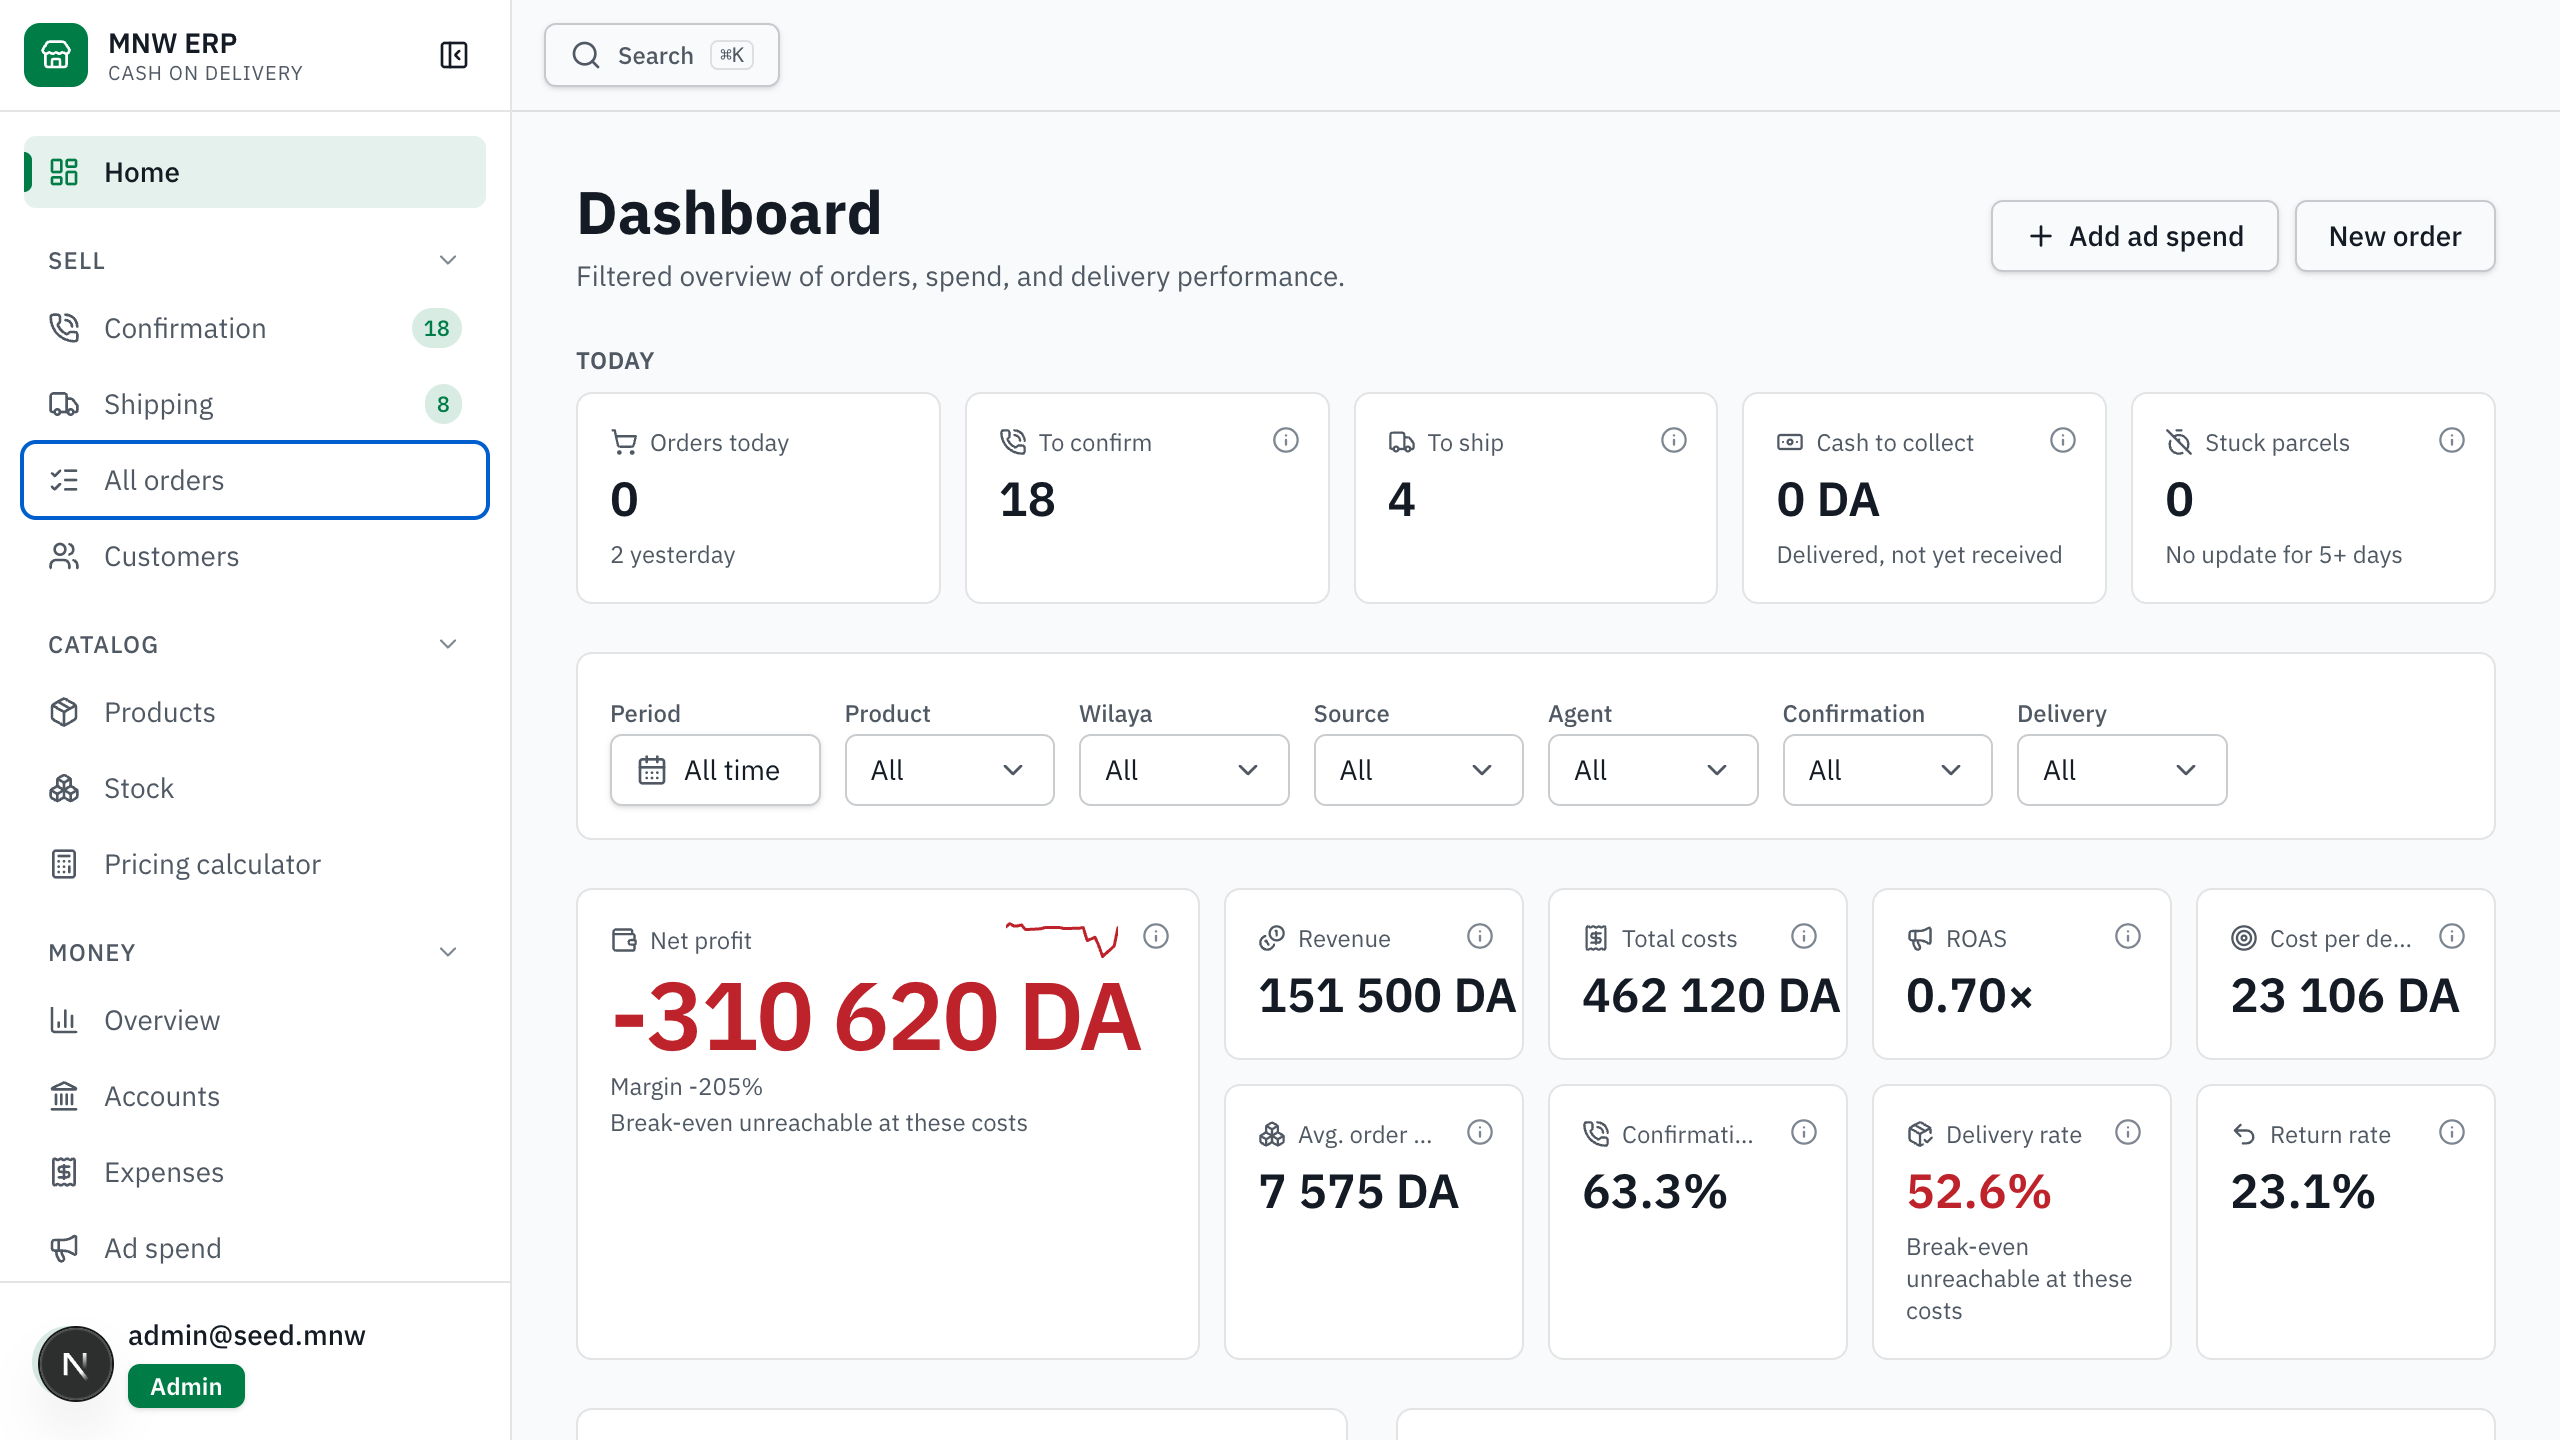 MNW ERP
CASH ON DELIVERY
Search ⌘K
Home
SELL
Confirmation 18
Shipping 8
All orders
Customers
CATALOG
Products
Stock
Pricing calculator
MONEY
Overview
Accounts
Expenses
Ad spend
N
admin@seed.mnw
Admin
Dashboard
Filtered overview of orders, spend, and delivery performance.
+ Add ad spend
New order
TODAY
Orders today
0
2 yesterday
To confirm
18
To ship
4
Cash to collect
0 DA
Delivered, not yet received
Stuck parcels
0
No update for 5+ days
Period
All time
Product
All
Wilaya
All
Source
All
Agent
All
Confirmation
All
Delivery
All
Net profit
-310 620 DA
Margin -205%
Break-even unreachable at these costs
Revenue
151 500 DA
Total costs
462 120 DA
ROAS
0.70×
Cost per de...
23 106 DA
Avg. order ...
7 575 DA
Confirmati...
63.3%
Delivery rate
52.6%
Break-even
unreachable at these
costs
Return rate
23.1%